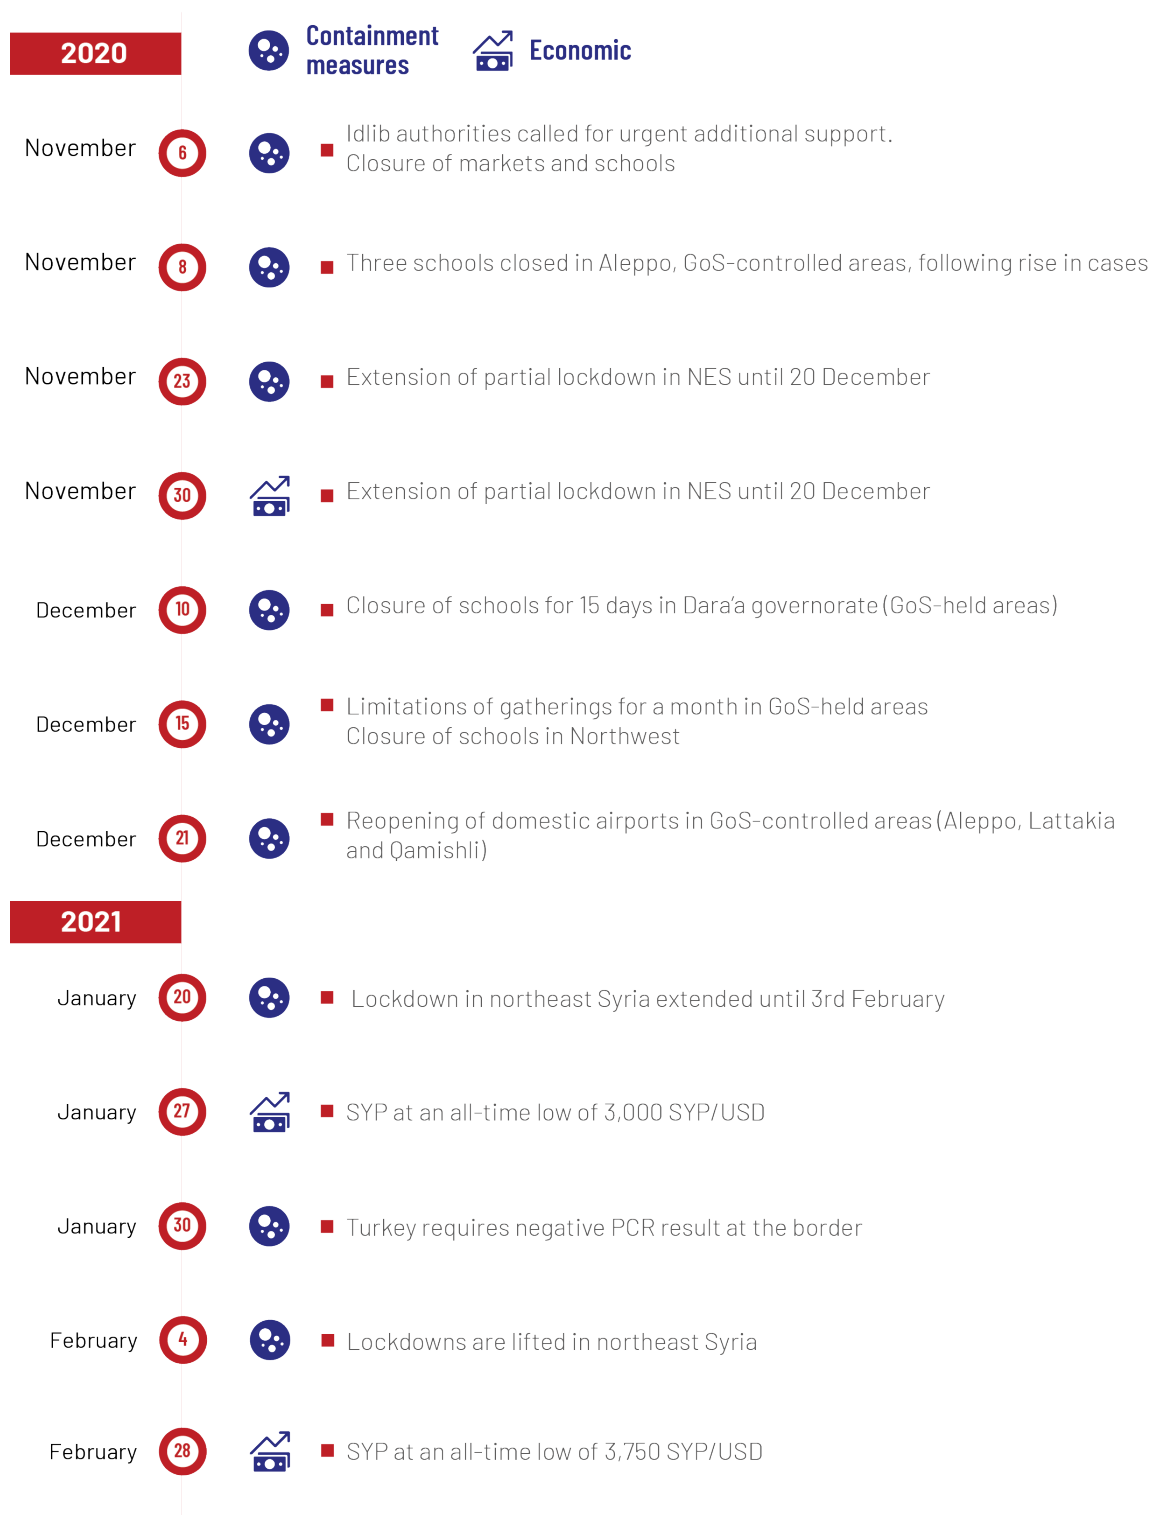 2020
Containment
measures
Economic
November 6
Idlib authorities called for urgent additional support.
Closure of markets and schools
November 8
Three schools closed in Aleppo, GoS-controlled areas, following rise in cases
November 23
Extension of partial lockdown in NES until 20 December
November 30
Extension of partial lockdown in NES until 20 December
December 10
Closure of schools for 15 days in Dara’a governorate (GoS-held areas)
December 15
Limitations of gatherings for a month in GoS-held areas
Closure of schools in Northwest
December 21
Reopening of domestic airports in GoS-controlled areas (Aleppo, Lattakia
and Qamishli)
2021
January 20
Lockdown in northeast Syria extended until 3rd February
January 27
SYP at an all-time low of 3,000 SYP/USD
January 30
Turkey requires negative PCR result at the border
February 4
Lockdowns are lifted in northeast Syria
February 28
SYP at an all-time low of 3,750 SYP/USD